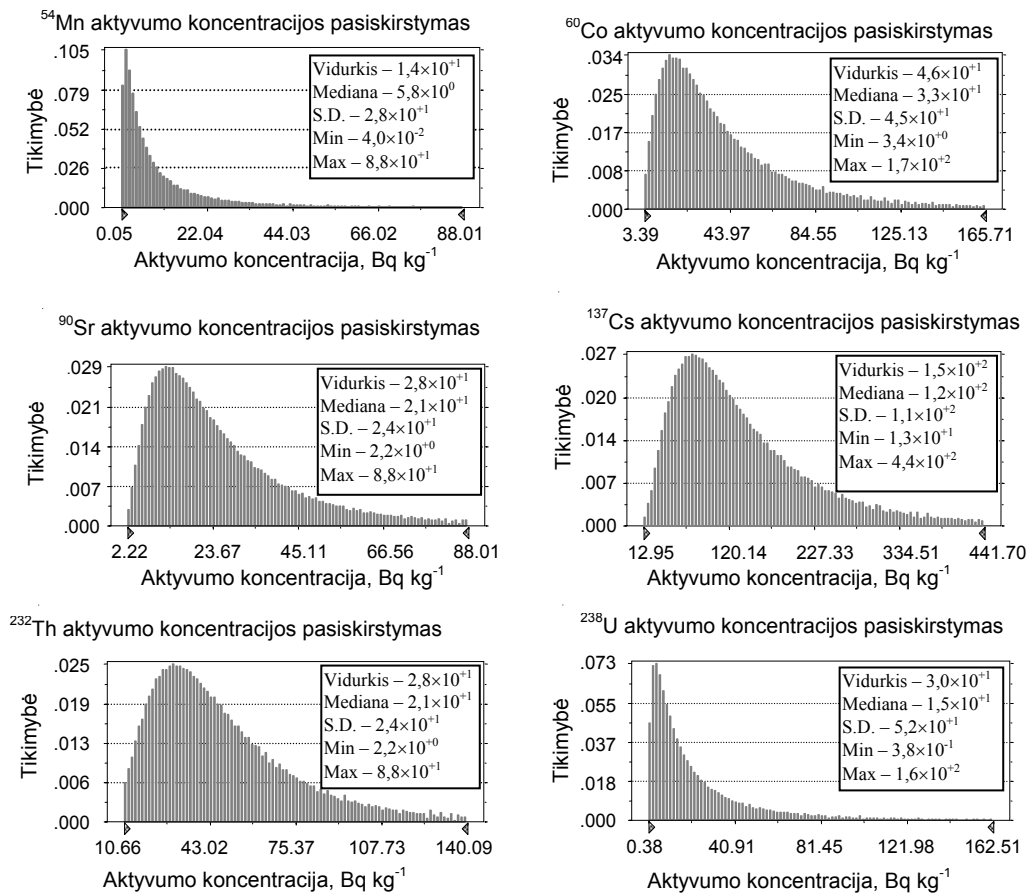 ⁵⁴Mn aktyvumo koncentracijos pasiskirstymas
.105
.079
.052
.026
.000
Tikimybė
Vidurkis – 1,4×10⁺¹
Mediana – 5,8×10⁰
S.D. – 2,8×10⁺¹
Min – 4,0×10⁻²
Max – 8,8×10⁺¹
0.05 22.04 44.03 66.02 88.01
Aktyvumo koncentracija, Bq kg⁻¹
⁶⁰Co aktyvumo koncentracijos pasiskirstymas
.034
.025
.017
.008
.000
Tikimybė
Vidurkis – 4,6×10⁺¹
Mediana – 3,3×10⁺¹
S.D. – 4,5×10⁺¹
Min – 3,4×10⁺⁰
Max – 1,7×10⁺²
3.39 43.97 84.55 125.13 165.71
Aktyvumo koncentracija, Bq kg⁻¹
⁹⁰Sr aktyvumo koncentracijos pasiskirstymas
.029
.021
.014
.007
.000
Tikimybė
Vidurkis – 2,8×10⁺¹
Mediana – 2,1×10⁺¹
S.D. – 2,4×10⁺¹
Min – 2,2×10⁺⁰
Max – 8,8×10⁺¹
2.22 23.67 45.11 66.56 88.01
Aktyvumo koncentracija, Bq kg⁻¹
¹³⁷Cs aktyvumo koncentracijos pasiskirstymas
.027
.020
.014
.007
.000
Tikimybė
Vidurkis – 1,5×10⁺²
Mediana – 1,2×10⁺²
S.D. – 1,1×10⁺²
Min – 1,3×10⁺¹
Max – 4,4×10⁺²
12.95 120.14 227.33 334.51 441.70
Aktyvumo koncentracija, Bq kg⁻¹
²³²Th aktyvumo koncentracijos pasiskirstymas
.025
.019
.013
.006
.000
Tikimybė
Vidurkis – 2,8×10⁺¹
Mediana – 2,1×10⁺¹
S.D. – 2,4×10⁺¹
Min – 2,2×10⁺⁰
Max – 8,8×10⁺¹
10.66 43.02 75.37 107.73 140.09
Aktyvumo koncentracija, Bq kg⁻¹
²³⁸U aktyvumo koncentracijos pasiskirstymas
.073
.055
.037
.018
.000
Tikimybė
Vidurkis – 3,0×10⁺¹
Mediana – 1,5×10⁺¹
S.D. – 5,2×10⁺¹
Min – 3,8×10⁻¹
Max – 1,6×10⁺²
0.38 40.91 81.45 121.98 162.51
Aktyvumo koncentracija, Bq kg⁻¹